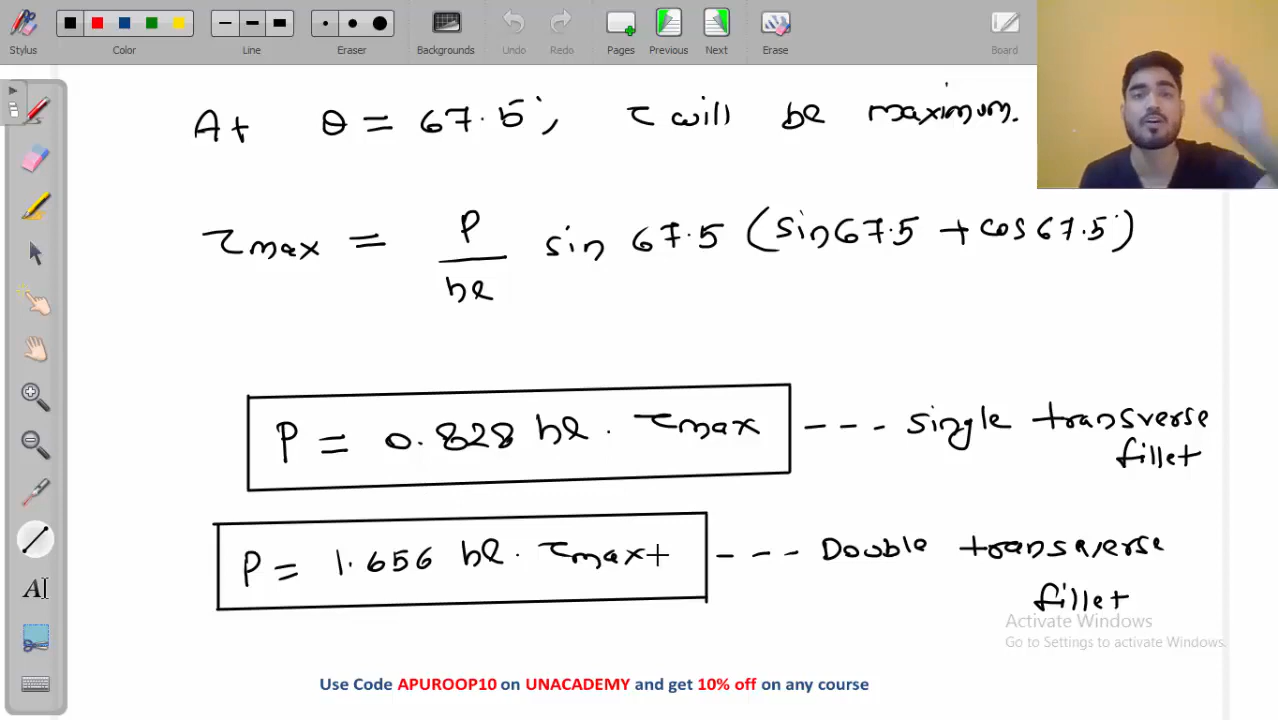 Stylus Color Line Eraser Backgrounds Undo Redo Pages Previous Next Erase Board
At θ = 67.5°, τ will be maximum.
τmax = P/hl sin 67.5 (sin 67.5 + cos 67.5°)
P = 0.828 hl · τmax --- single transverse
fillet
P = 1.656 hl · τmax --- Double transverse
fillet
Activate Windows
Go to Settings to activate Windows.
Use Code APUROOP10 on UNACADEMY and get 10% off on any course